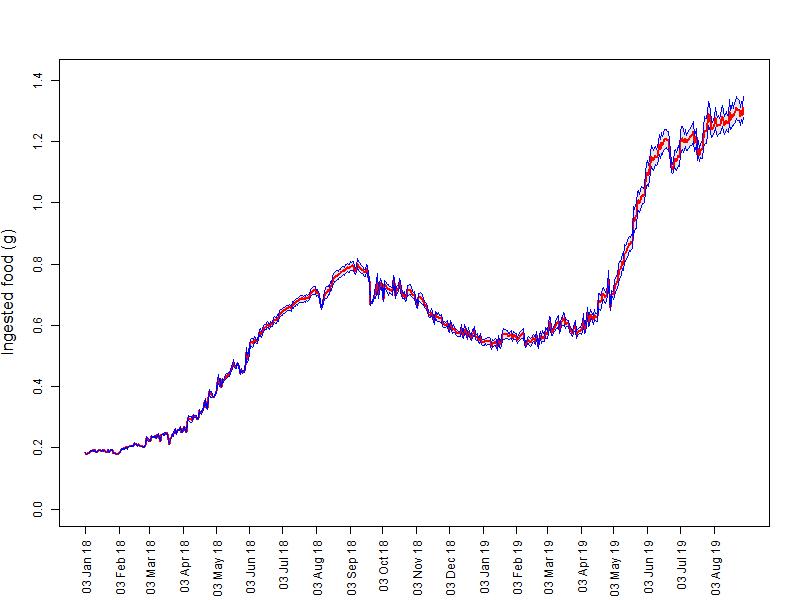 Ingested food (g)
1.4
1.2
1.0
0.8
0.6
0.4
0.2
0.0
03 Jan 18
03 Feb 18
03 Mar 18
03 Apr 18
03 May 18
03 Jun 18
03 Jul 18
03 Aug 18
03 Sep 18
03 Oct 18
03 Nov 18
03 Dec 18
03 Jan 19
03 Feb 19
03 Mar 19
03 Apr 19
03 May 19
03 Jun 19
03 Jul 19
03 Aug 19